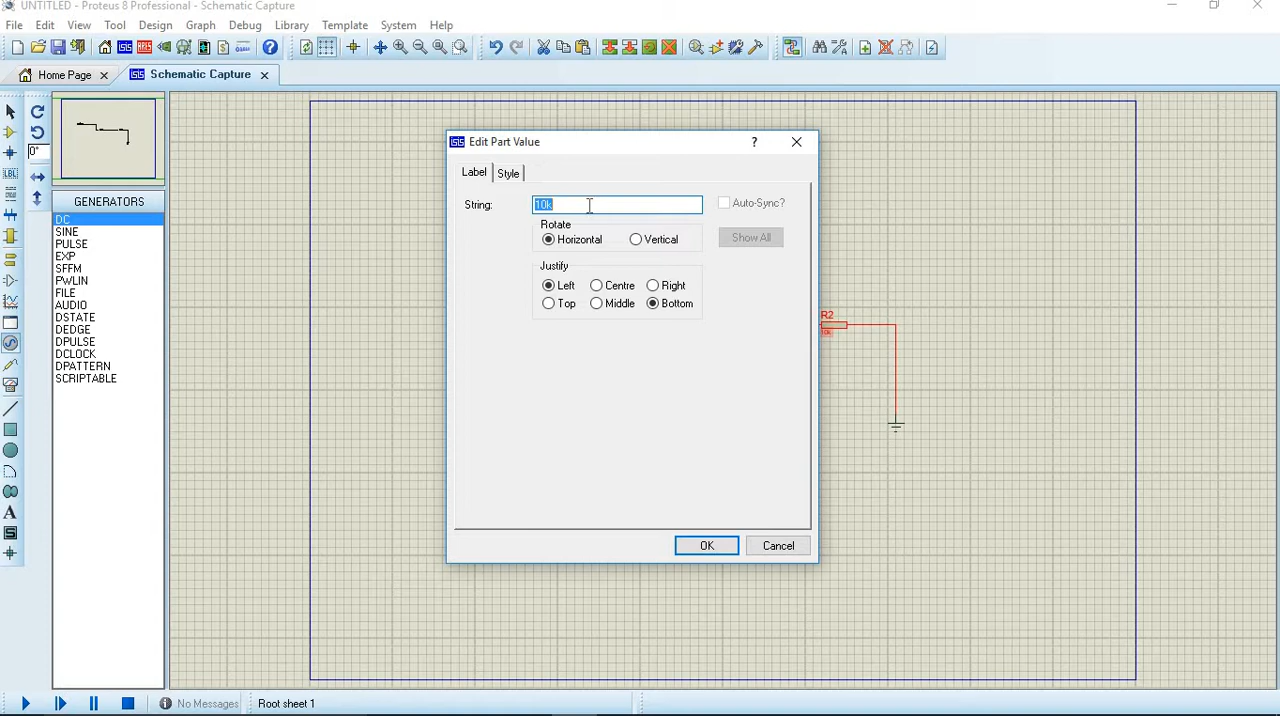 UNTITLED - Proteus 8 Professional - Schematic Capture
File Edit View Tool Design Graph Debug Library Template System Help
Home Page
Schematic Capture
Edit Part Value
Label Style
String: 10k
Auto-Sync?
Rotate
Horizontal Vertical
Show All
Justify
Left Centre Right
Top Middle Bottom
OK Cancel
LBL
0°
GENERATORS
DC
SINE
PULSE
EXP
SFFM
PWLIN
FILE
AUDIO
DSTATE
DEDGE
DPULSE
DCLOCK
DPATTERN
SCRIPTABLE
R2
10k
No Messages
Root sheet 1